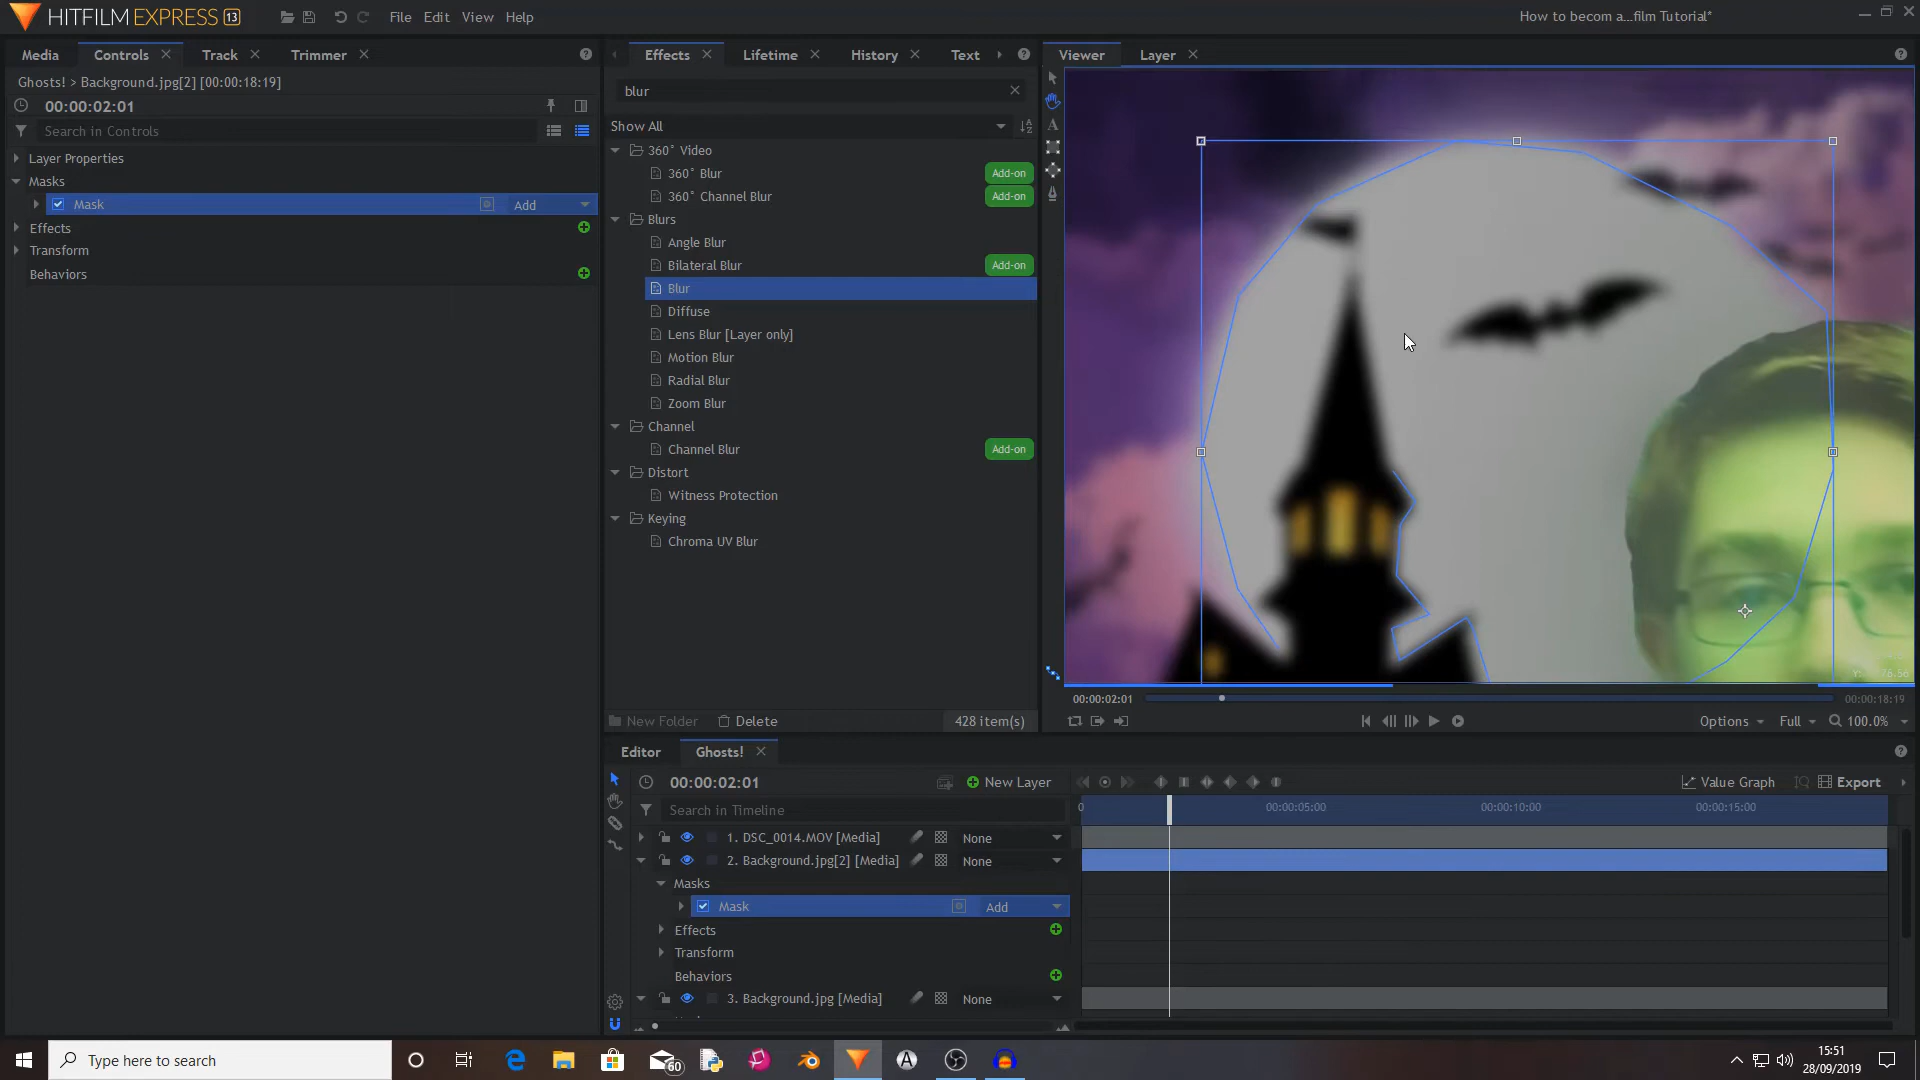 HITFILM EXPRESS 13
File Edit View Help
How to becom a...film Tutorial*
Media Controls Track Trimmer
Ghosts! > Background.jpg[2] [00:00:18:19]
00:00:02:01
Search in Controls
Layer Properties
Masks
Mask Add
Effects
Transform
Behaviors
Effects Lifetime History Text
blur
Show All
360° Video
360° Blur Add-on
360° Channel Blur Add-on
Blurs
Angle Blur
Bilateral Blur Add-on
Blur
Diffuse
Lens Blur [Layer only]
Motion Blur
Radial Blur
Zoom Blur
Channel
Channel Blur Add-on
Distort
Witness Protection
Keying
Chroma UV Blur
New Folder Delete 428 item(s)
Viewer Layer
00:00:02:01 00:00:18:19
Options Full 100.0%
Editor Ghosts!
00:00:02:01 New Layer Value Graph Export
Search in Timeline 0 00:00:05:00 00:00:10:00 00:00:15:00
1. DSC_0014.MOV [Media] None
2. Background.jpg[2] [Media] None
Masks
Mask Add
Effects
Transform
Behaviors
3. Background.jpg [Media] None
Type here to search
60
15:51
28/09/2019